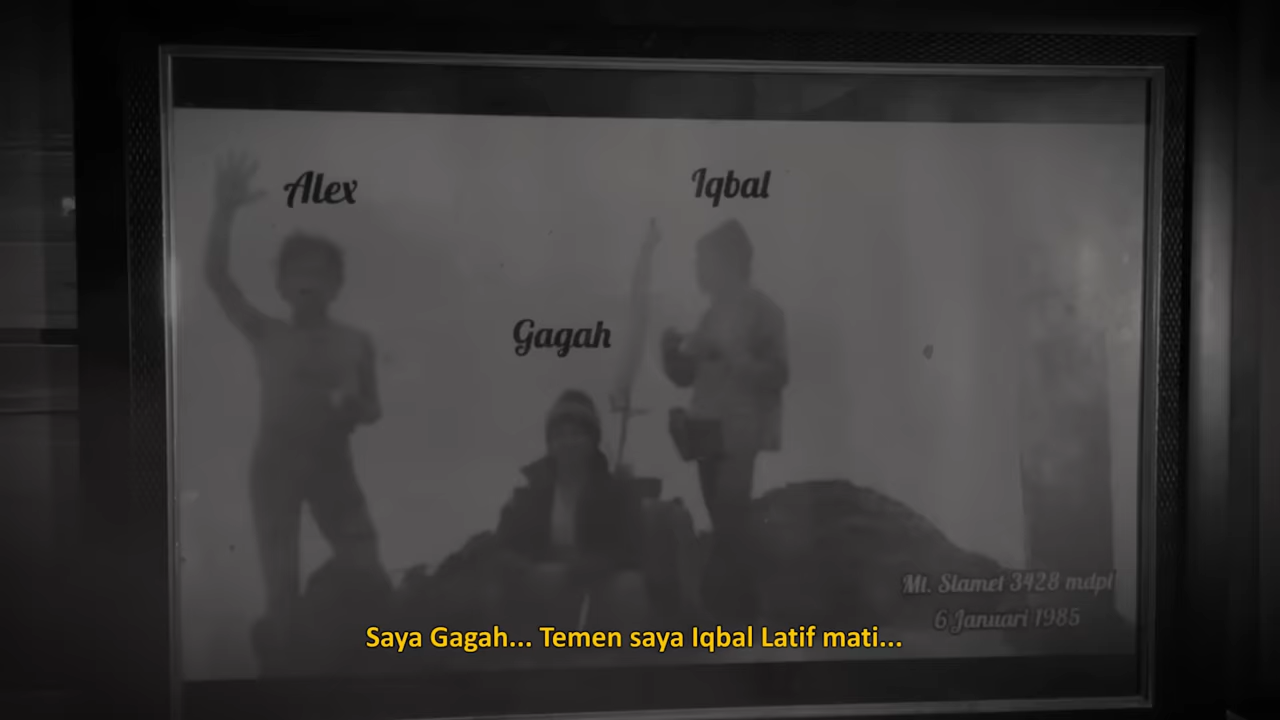 Alex
Iqbal
Gagah
Mt. Slamet 3428 mdpl
6 Januari 1985
Saya Gagah... Temen saya Iqbal Latif mati...